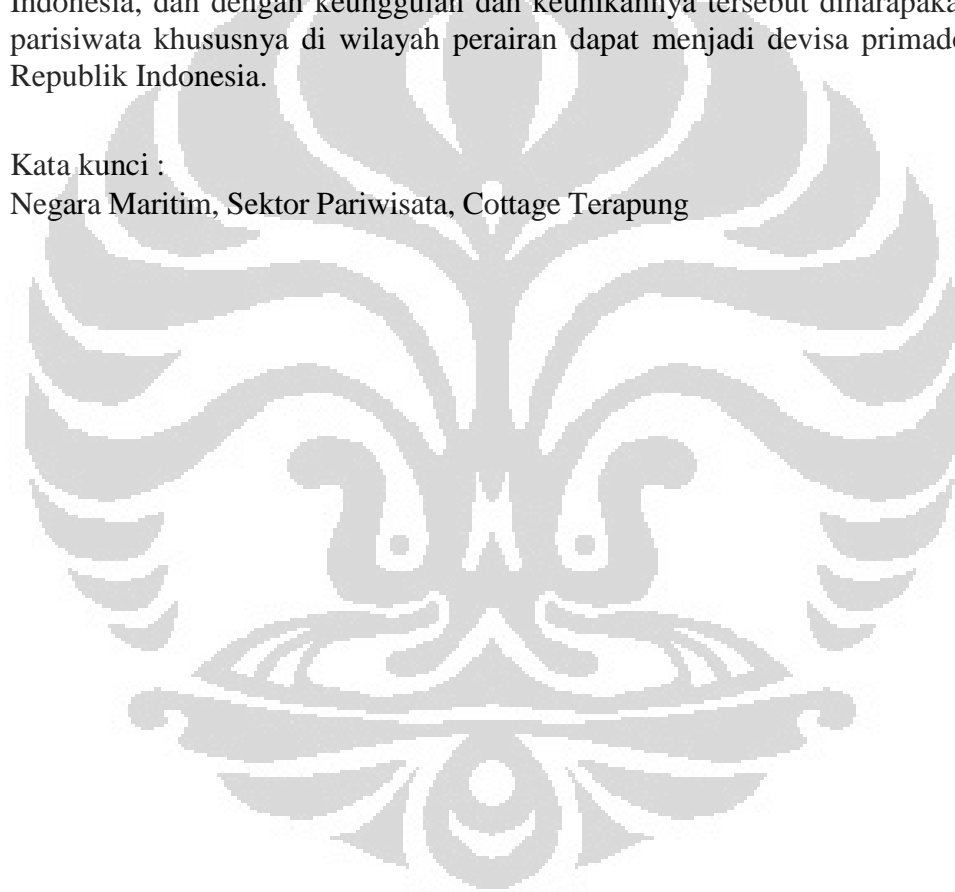 Indonesia, dan dengan keunggulan dan keunikannya tersebut diharapaka
parisiwata khususnya di wilayah perairan dapat menjadi devisa primado
Republik Indonesia.
Kata kunci :
Negara Maritim, Sektor Pariwisata, Cottage Terapung